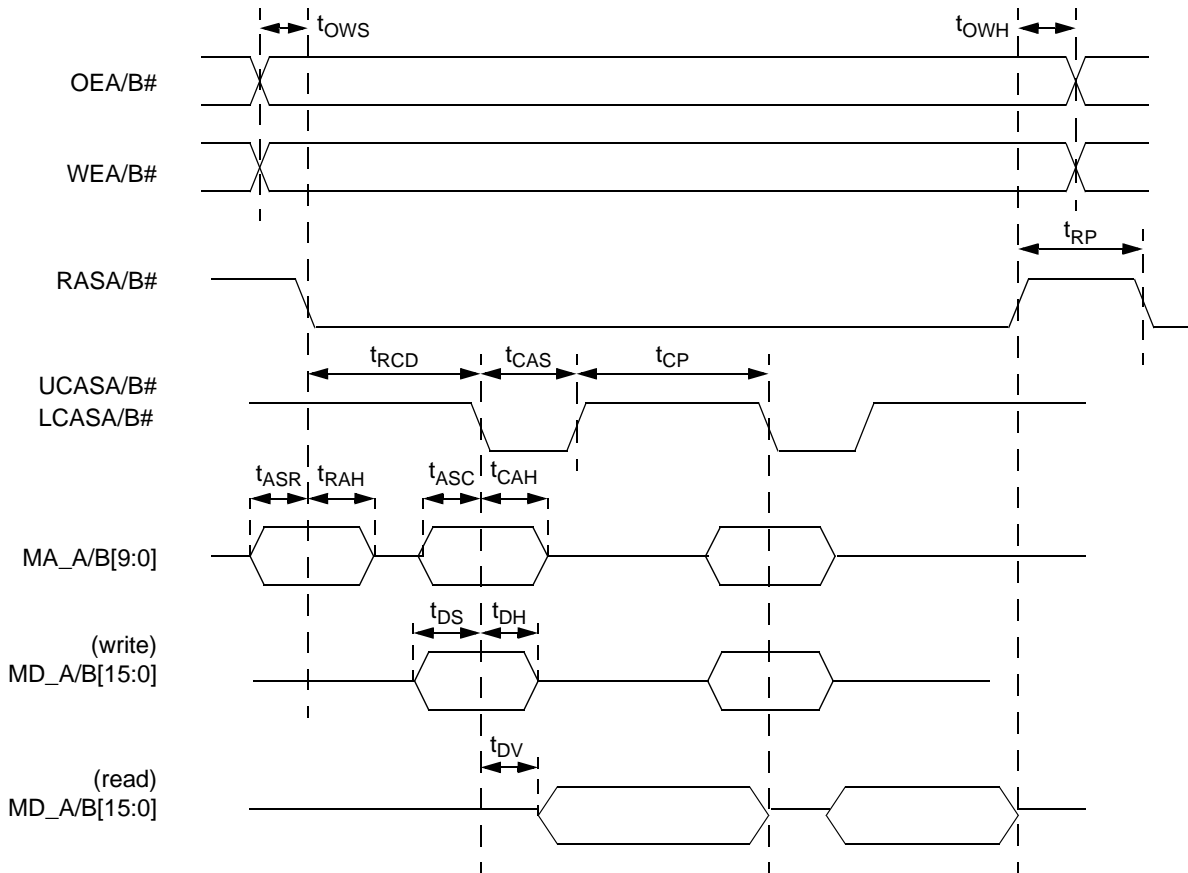 tOWS
tOWH
OEA/B#
WEA/B#
tRP
RASA/B#
tRCD
tCAS
tCP
UCASA/B#
LCASA/B#
tASR
tRAH
tASC
tCAH
MA_A/B[9:0]
tDS
tDH
(write)
MD_A/B[15:0]
tDV
(read)
MD_A/B[15:0]